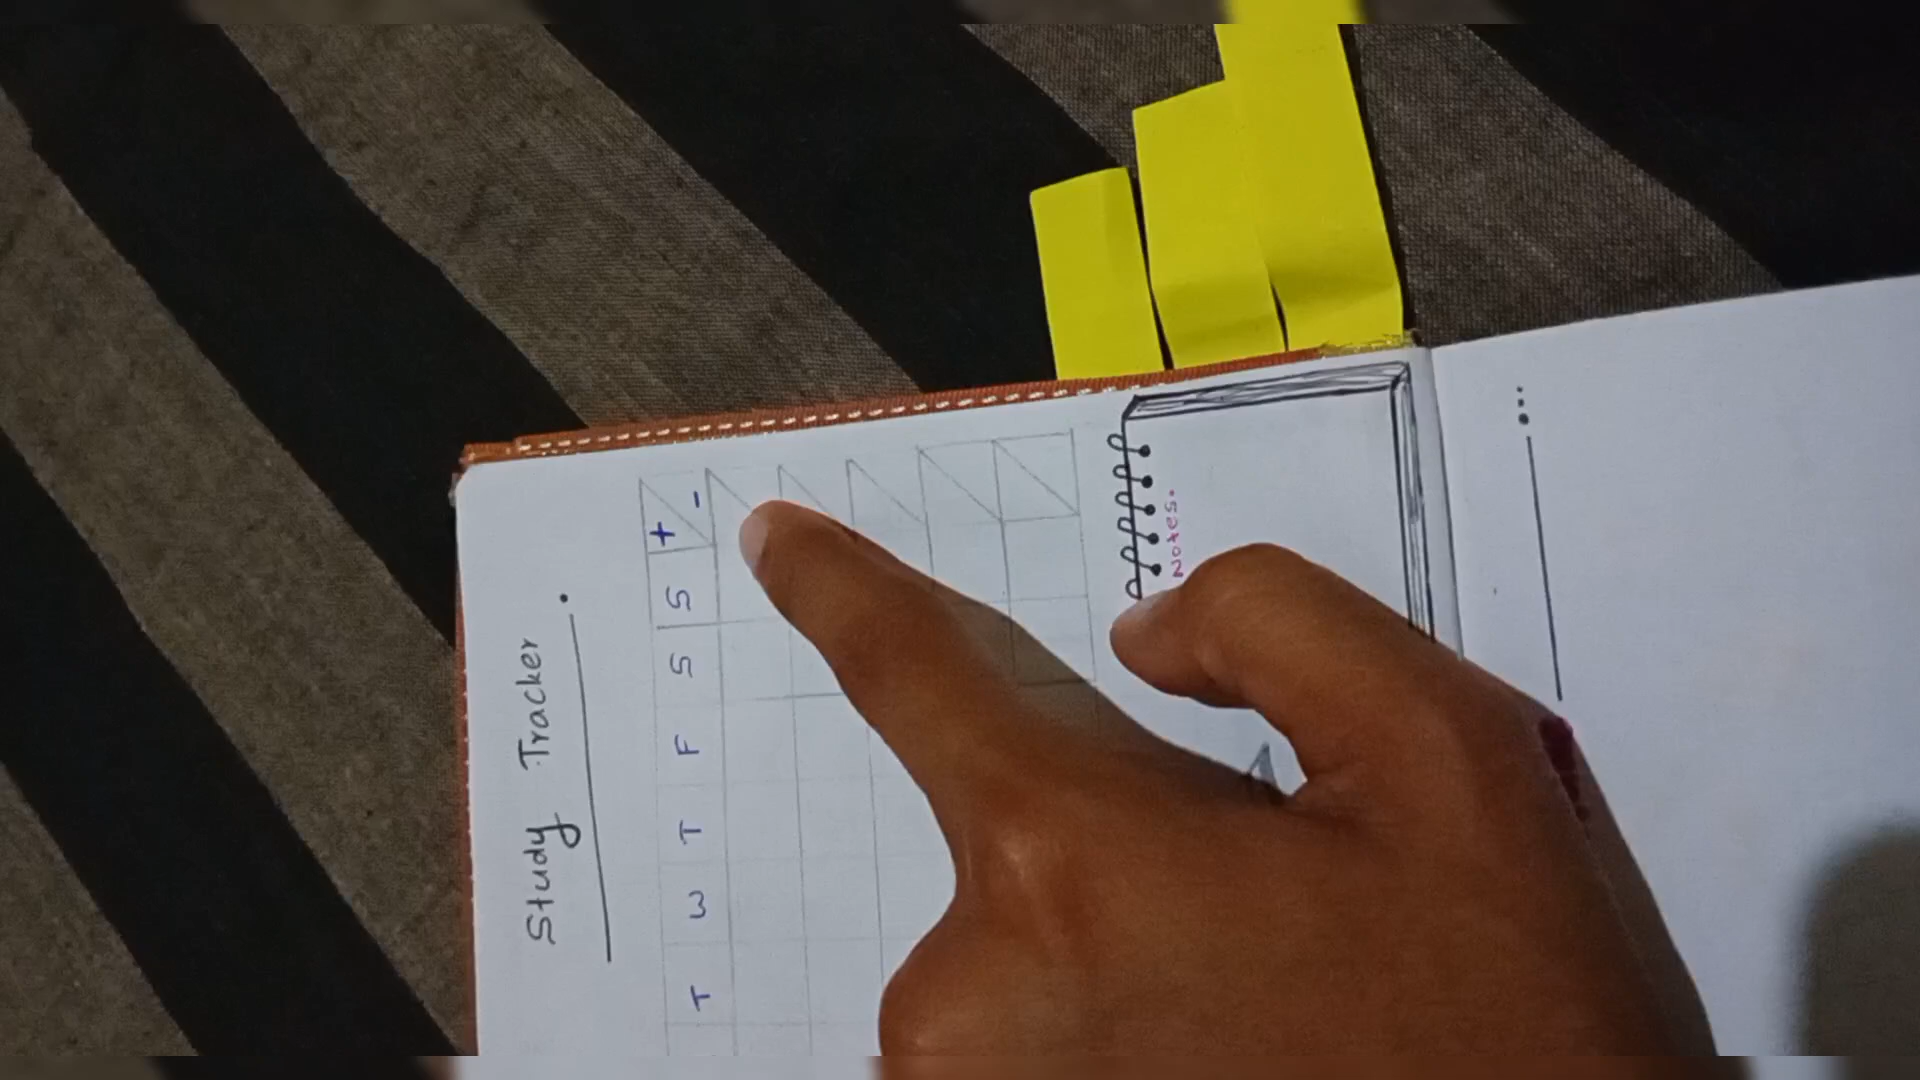 Study Tracker
T W T F S S + -
Notes.